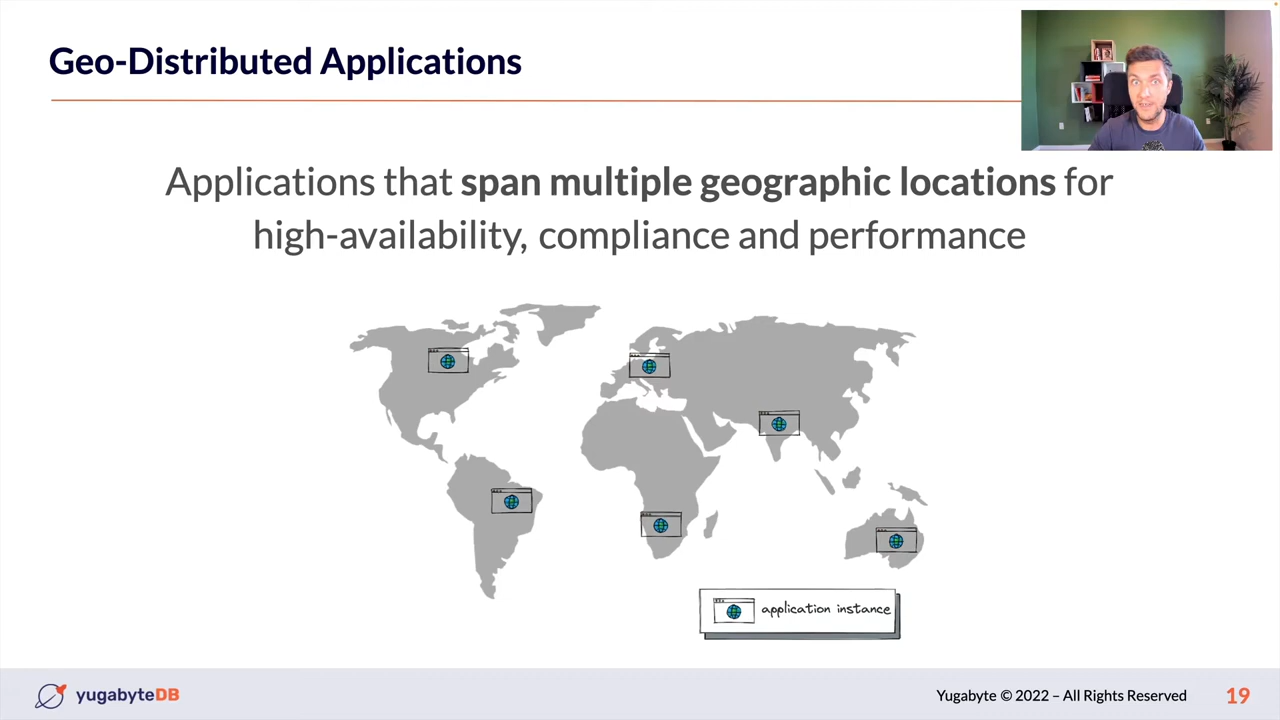 Geo-Distributed Applications
Applications that span multiple geographic locations for
high-availability, compliance and performance
application instance
yugabyteDB
Yugabyte © 2022 – All Rights Reserved
19